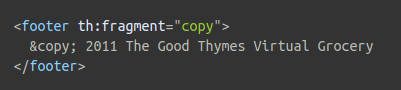 <footer th:fragment="copy">
  &copy; 2011 The Good Thymes Virtual Grocery
</footer>